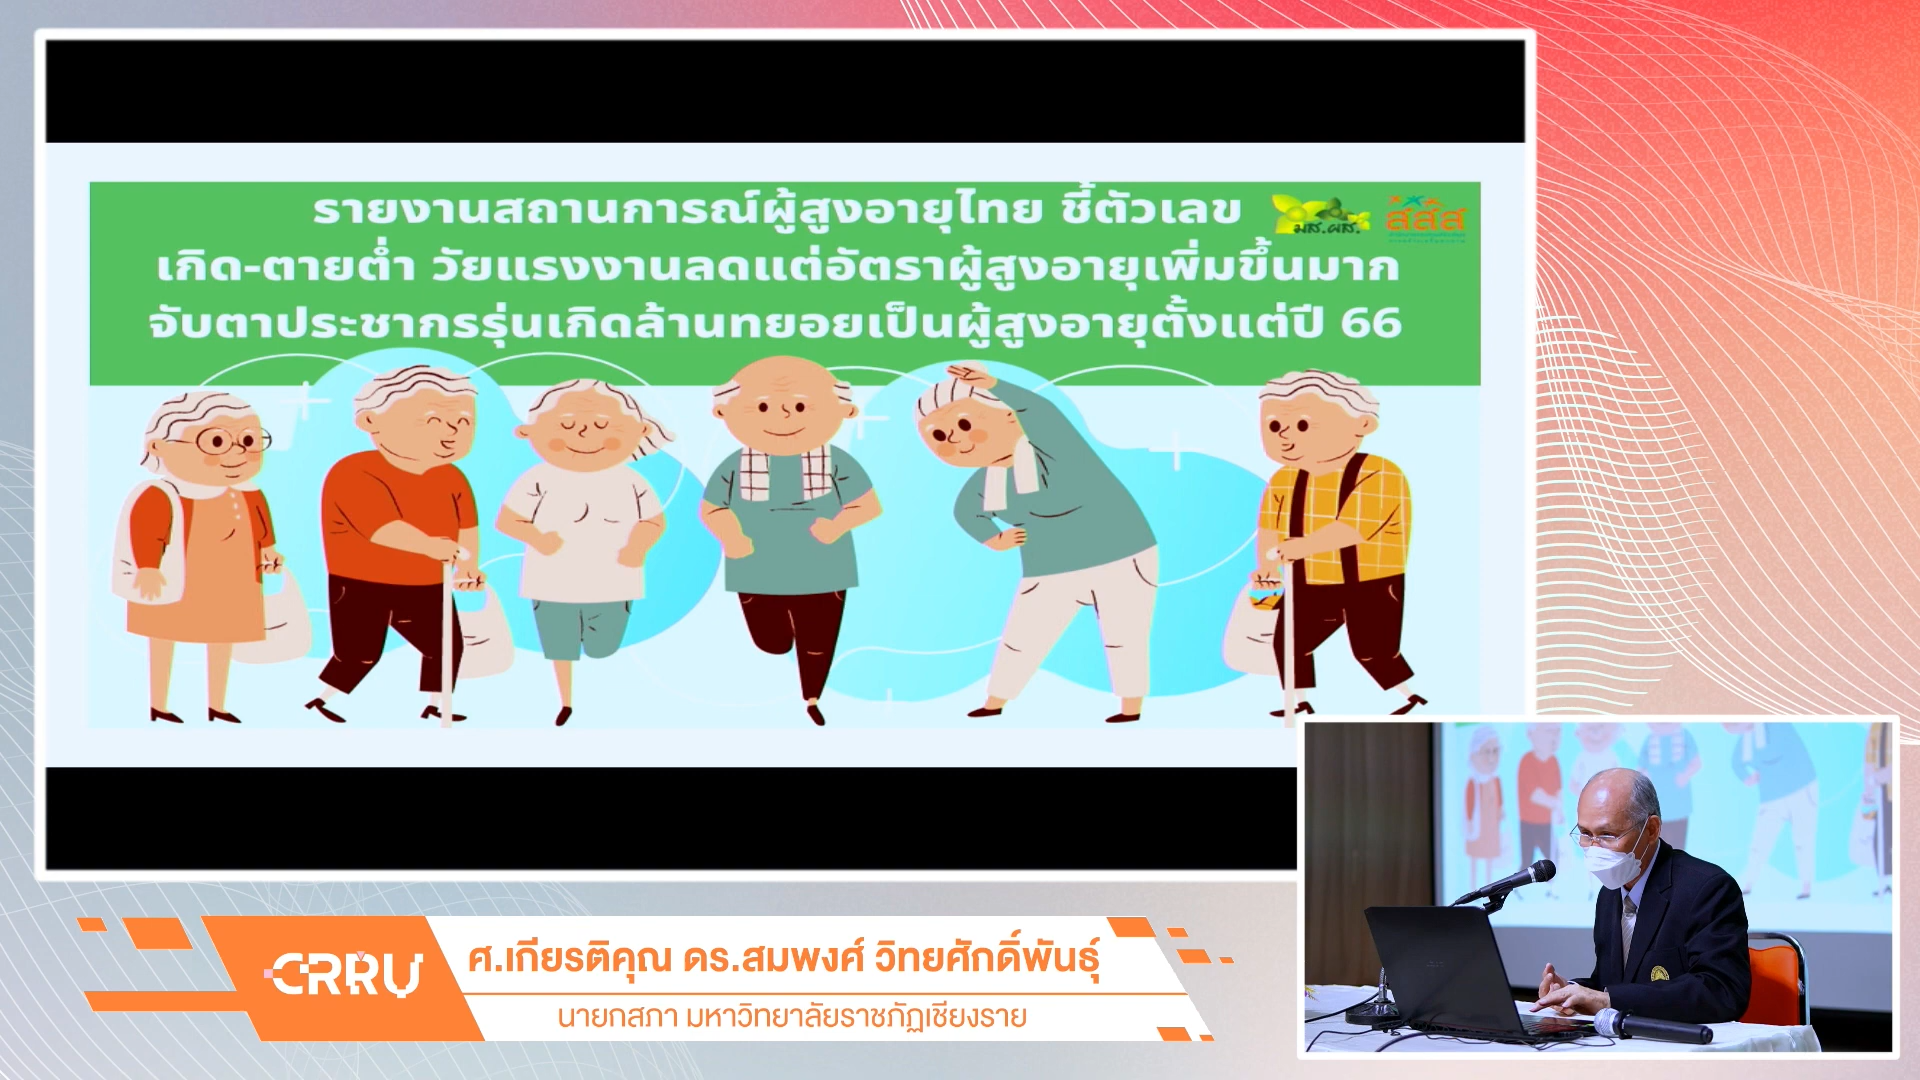 รายงานสถานการณ์ผู้สูงอายุไทย ชี้ตัวเลข
มส.ผส.
สสส
เกิด-ตายต่ำ วัยแรงงานลดแต่อัตราผู้สูงอายุเพิ่มขึ้นมาก
จับตาประชากรรุ่นเกิดล้านทยอยเป็นผู้สูงอายุตั้งแต่ปี 66
CRRU
ศ.เกียรติคุณ ดร.สมพงศ์ วิทยศักดิ์พันธุ์
นายกสภา มหาวิทยาลัยราชภัฏเชียงราย